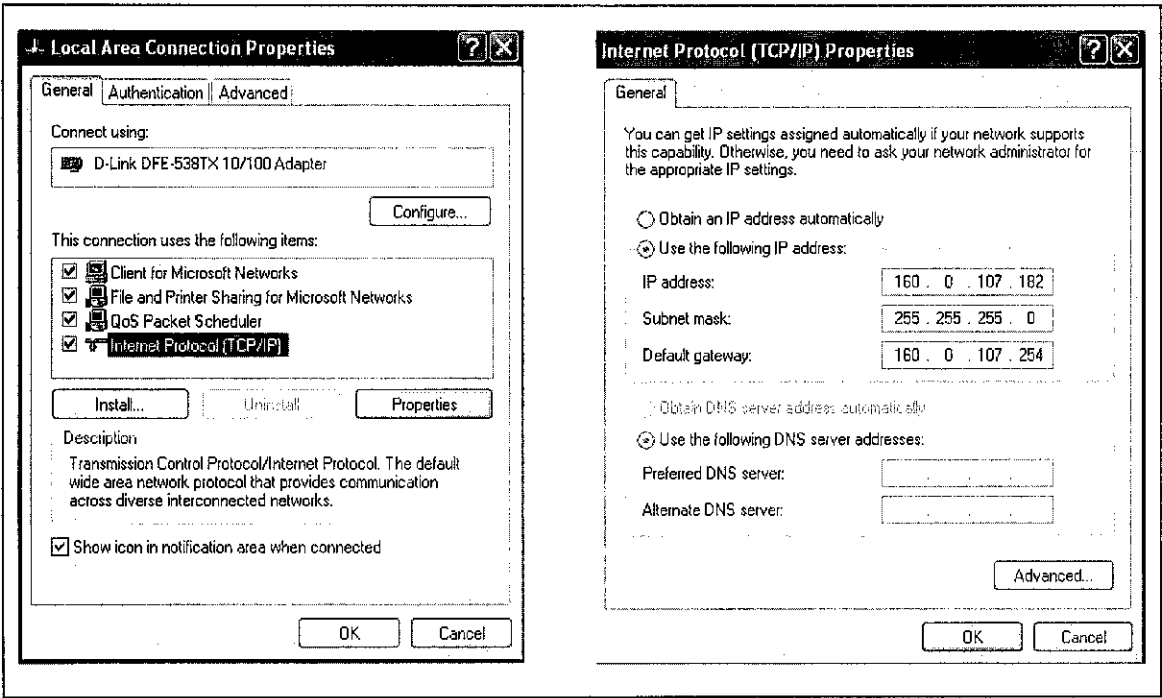 Local Area Connection Properties
General Authentication Advanced
Connect using:
D-Link DFE-538TX 10/100 Adapter
Configure...
This connection uses the following items:
Client for Microsoft Networks
File and Printer Sharing for Microsoft Networks
QoS Packet Scheduler
Internet Protocol (TCP/IP)
Install... Uninstall Properties
Description
Transmission Control Protocol/Internet Protocol. The default
wide area network protocol that provides communication
across diverse interconnected networks.
Show icon in notification area when connected
OK Cancel
Internet Protocol (TCP/IP) Properties
General
You can get IP settings assigned automatically if your network supports
this capability. Otherwise, you need to ask your network administrator for
the appropriate IP settings.
Obtain an IP address automatically
Use the following IP address:
IP address: 160 . 0 . 107 . 182
Subnet mask: 255 . 255 . 255 . 0
Default gateway: 160 . 0 . 107 . 254
Obtain DNS server address automatically
Use the following DNS server addresses:
Preferred DNS server: . . .
Alternate DNS server: . . .
Advanced...
OK Cancel